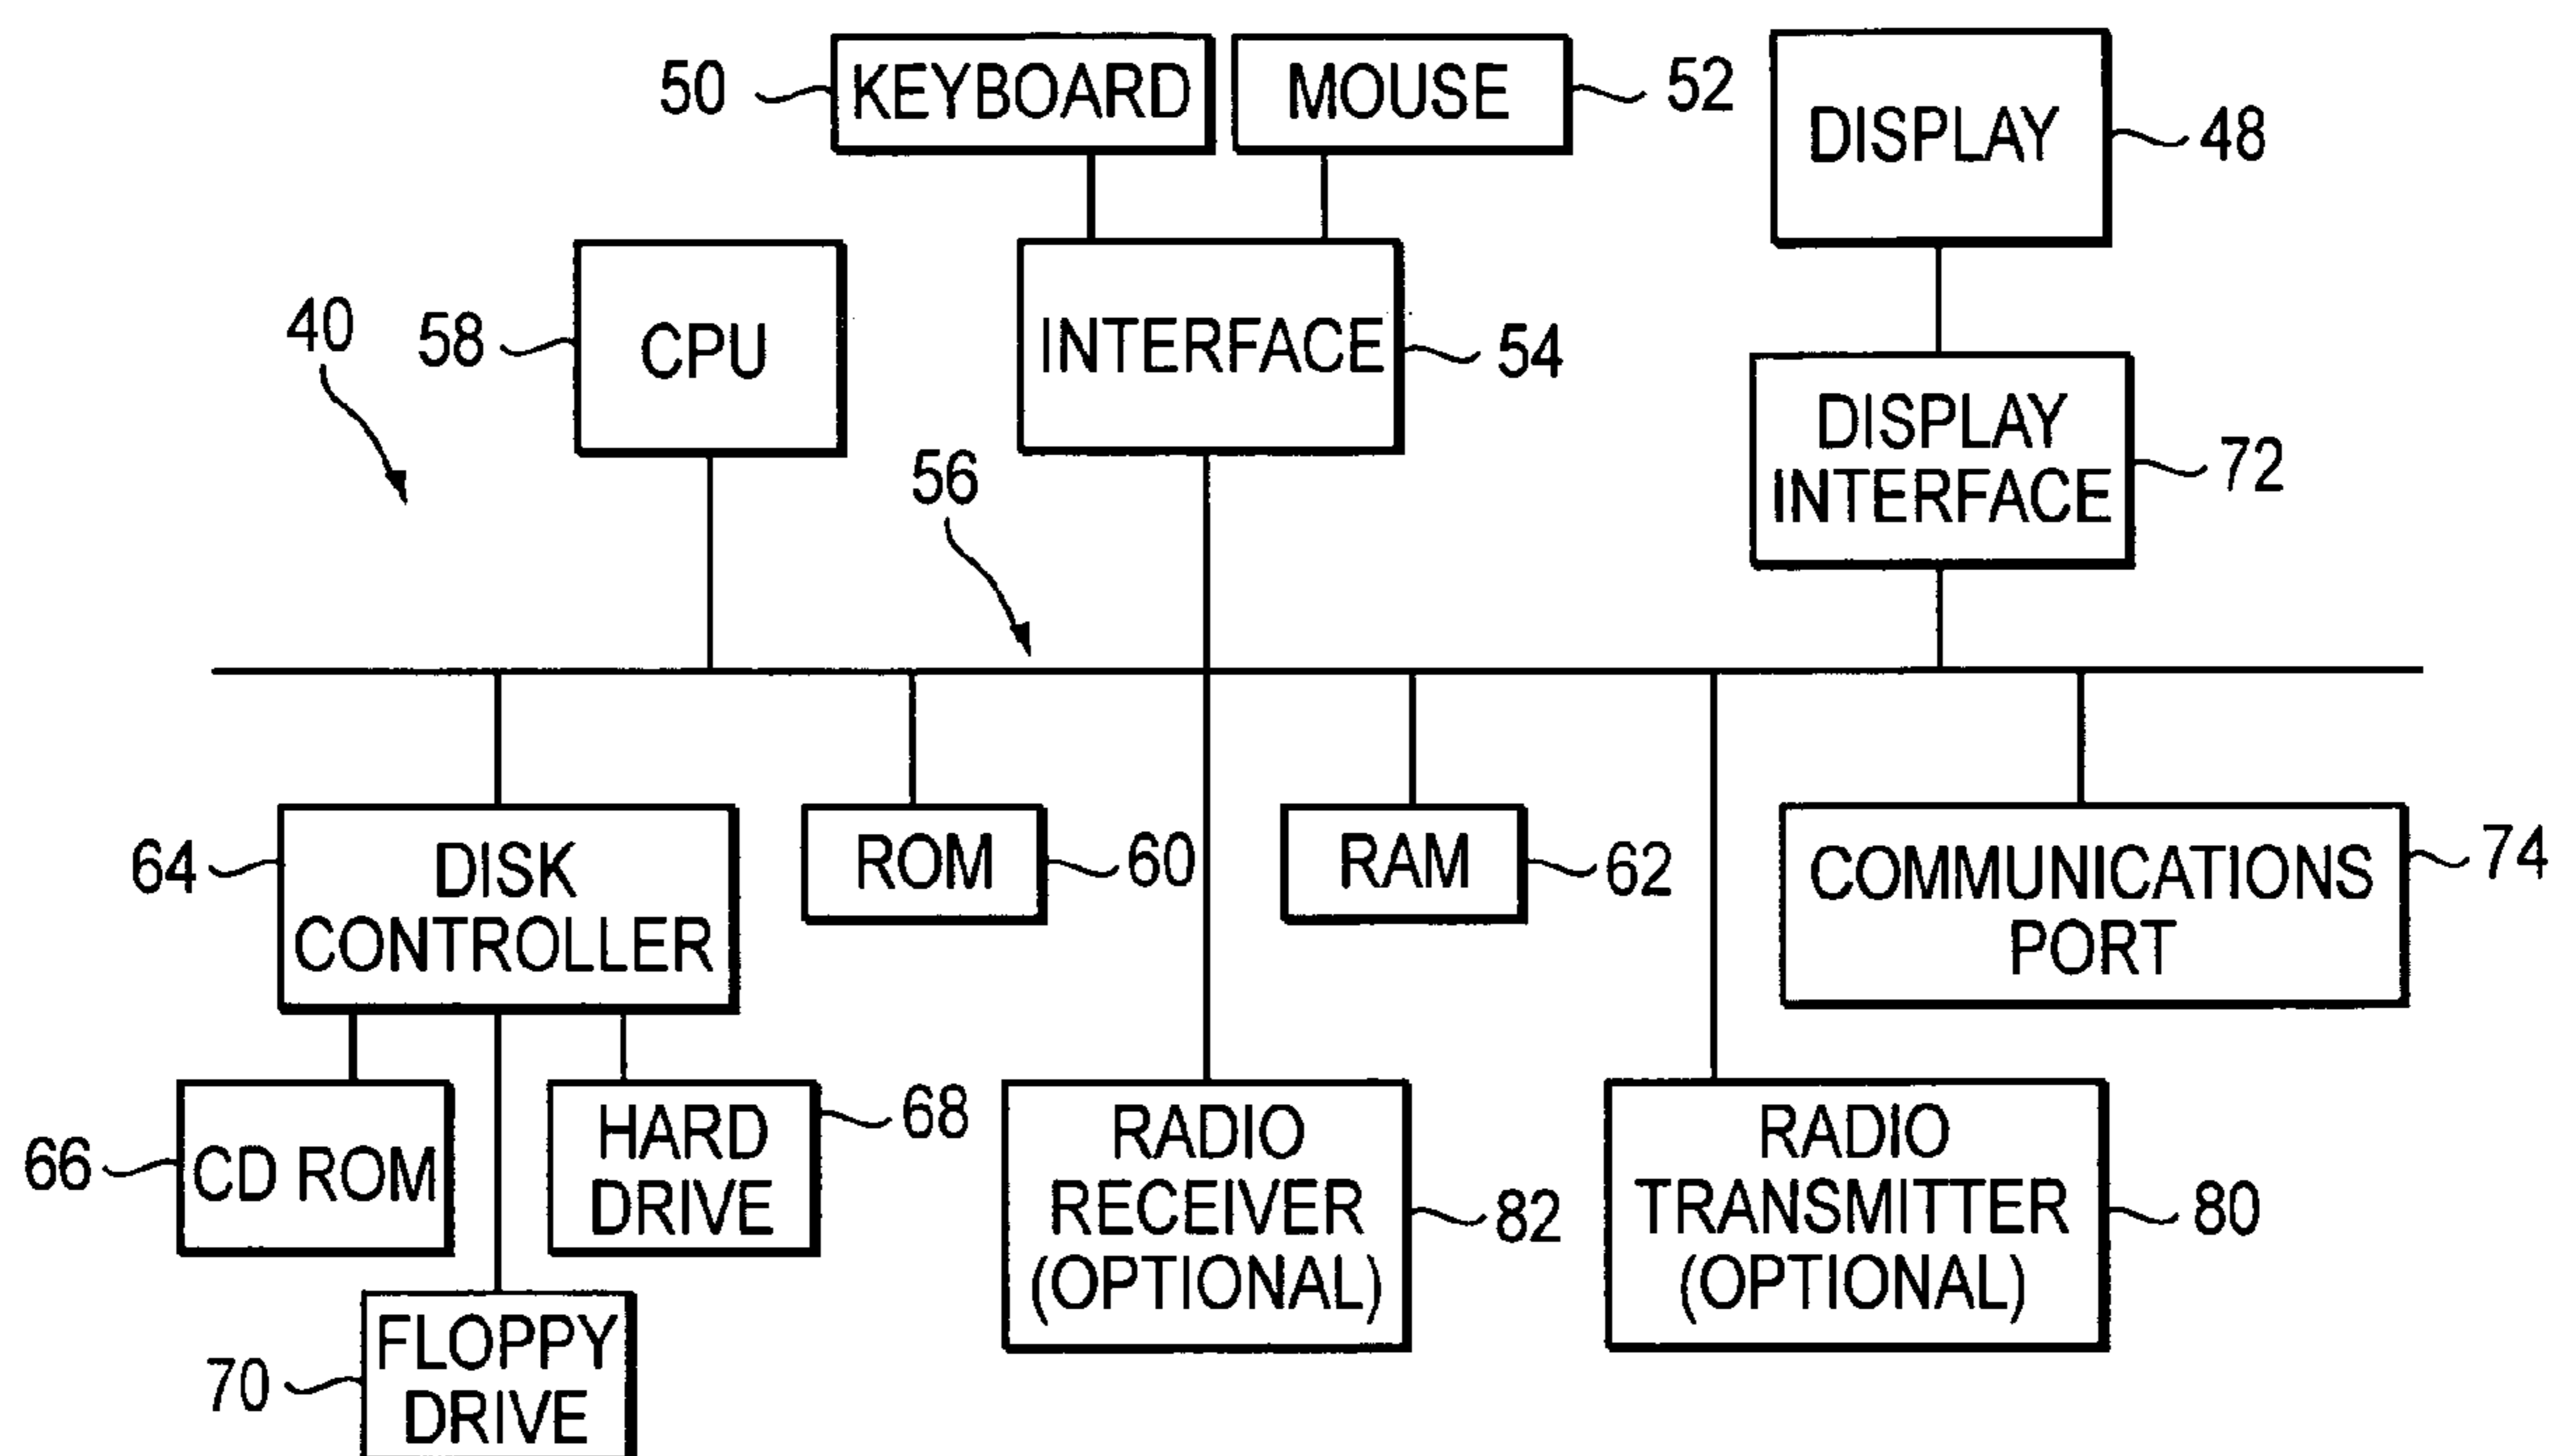 50
KEYBOARD
MOUSE
52
DISPLAY
48
40
58
CPU
INTERFACE
54
DISPLAY
INTERFACE
72
56
64
DISK
CONTROLLER
ROM
60
RAM
62
COMMUNICATIONS
PORT
74
66
CD ROM
HARD
DRIVE
68
RADIO
RECEIVER
(OPTIONAL)
82
RADIO
TRANSMITTER
(OPTIONAL)
80
70
FLOPPY
DRIVE